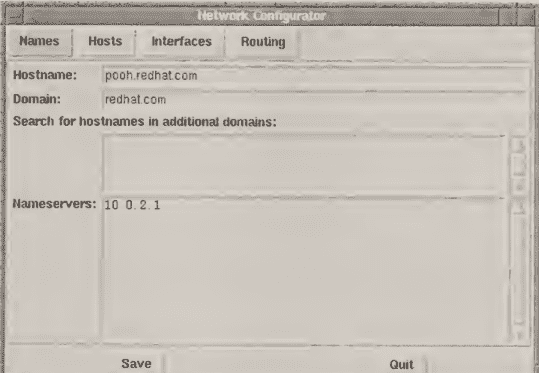 Network Configurator
Names Hosts Interfaces Routing
Hostname: pooh.redhat.com
Domain: redhat.com
Search for hostnames in additional domains:
Nameservers: 10.0.2.1
Save Quit